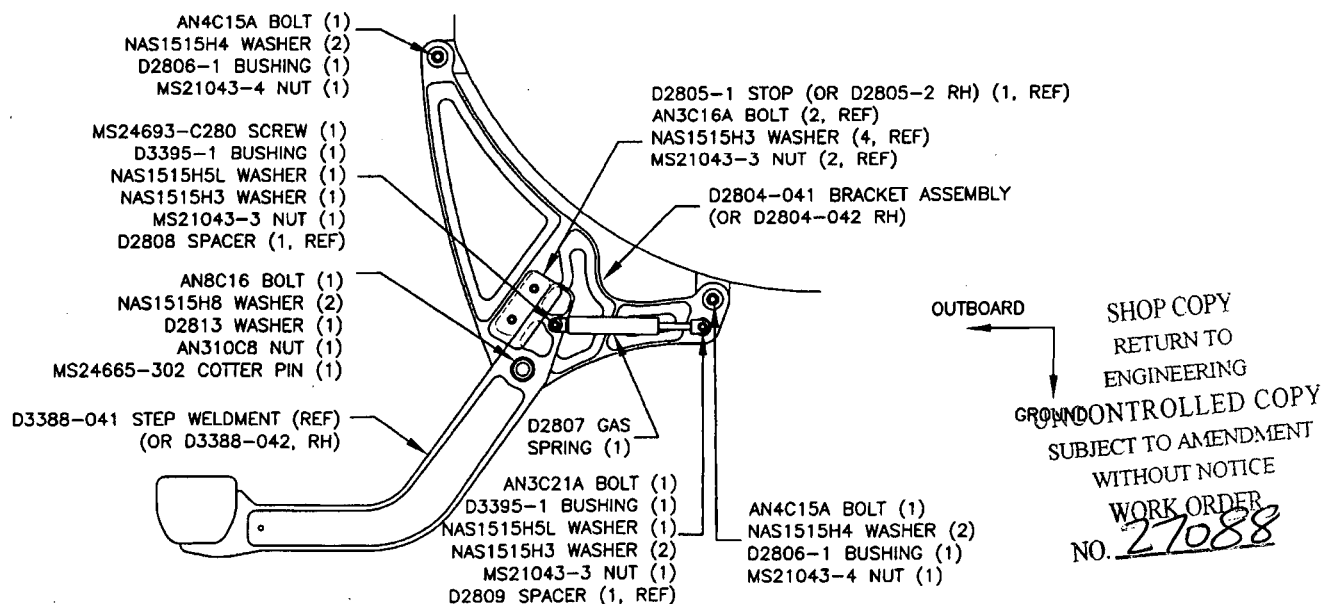 AN4C15A BOLT (1)
NAS1515H4 WASHER (2)
D2806-1 BUSHING (1)
MS21043-4 NUT (1)
MS24693-C280 SCREW (1)
D3395-1 BUSHING (1)
NAS1515H5L WASHER (1)
NAS1515H3 WASHER (1)
MS21043-3 NUT (1)
D2808 SPACER (1, REF)
AN8C16 BOLT (1)
NAS1515H8 WASHER (2)
D2813 WASHER (1)
AN310C8 NUT (1)
MS24665-302 COTTER PIN (1)
D3388-041 STEP WELDMENT (REF)
(OR D3388-042, RH)
D2805-1 STOP (OR D2805-2 RH) (1, REF)
AN3C16A BOLT (2, REF)
NAS1515H3 WASHER (4, REF)
MS21043-3 NUT (2, REF)
D2804-041 BRACKET ASSEMBLY
(OR D2804-042 RH)
D2807 GAS
SPRING (1)
AN3C21A BOLT (1)
D3395-1 BUSHING (1)
NAS1515H5L WASHER (1)
NAS1515H3 WASHER (2)
MS21043-3 NUT (1)
D2809 SPACER (1, REF)
AN4C15A BOLT (1)
NAS1515H4 WASHER (2)
D2806-1 BUSHING (1)
MS21043-4 NUT (1)
OUTBOARD
GROUND
SHOP COPY
RETURN TO
ENGINEERING
UNCONTROLLED COPY
SUBJECT TO AMENDMENT
WITHOUT NOTICE
WORK ORDER
NO. 27088